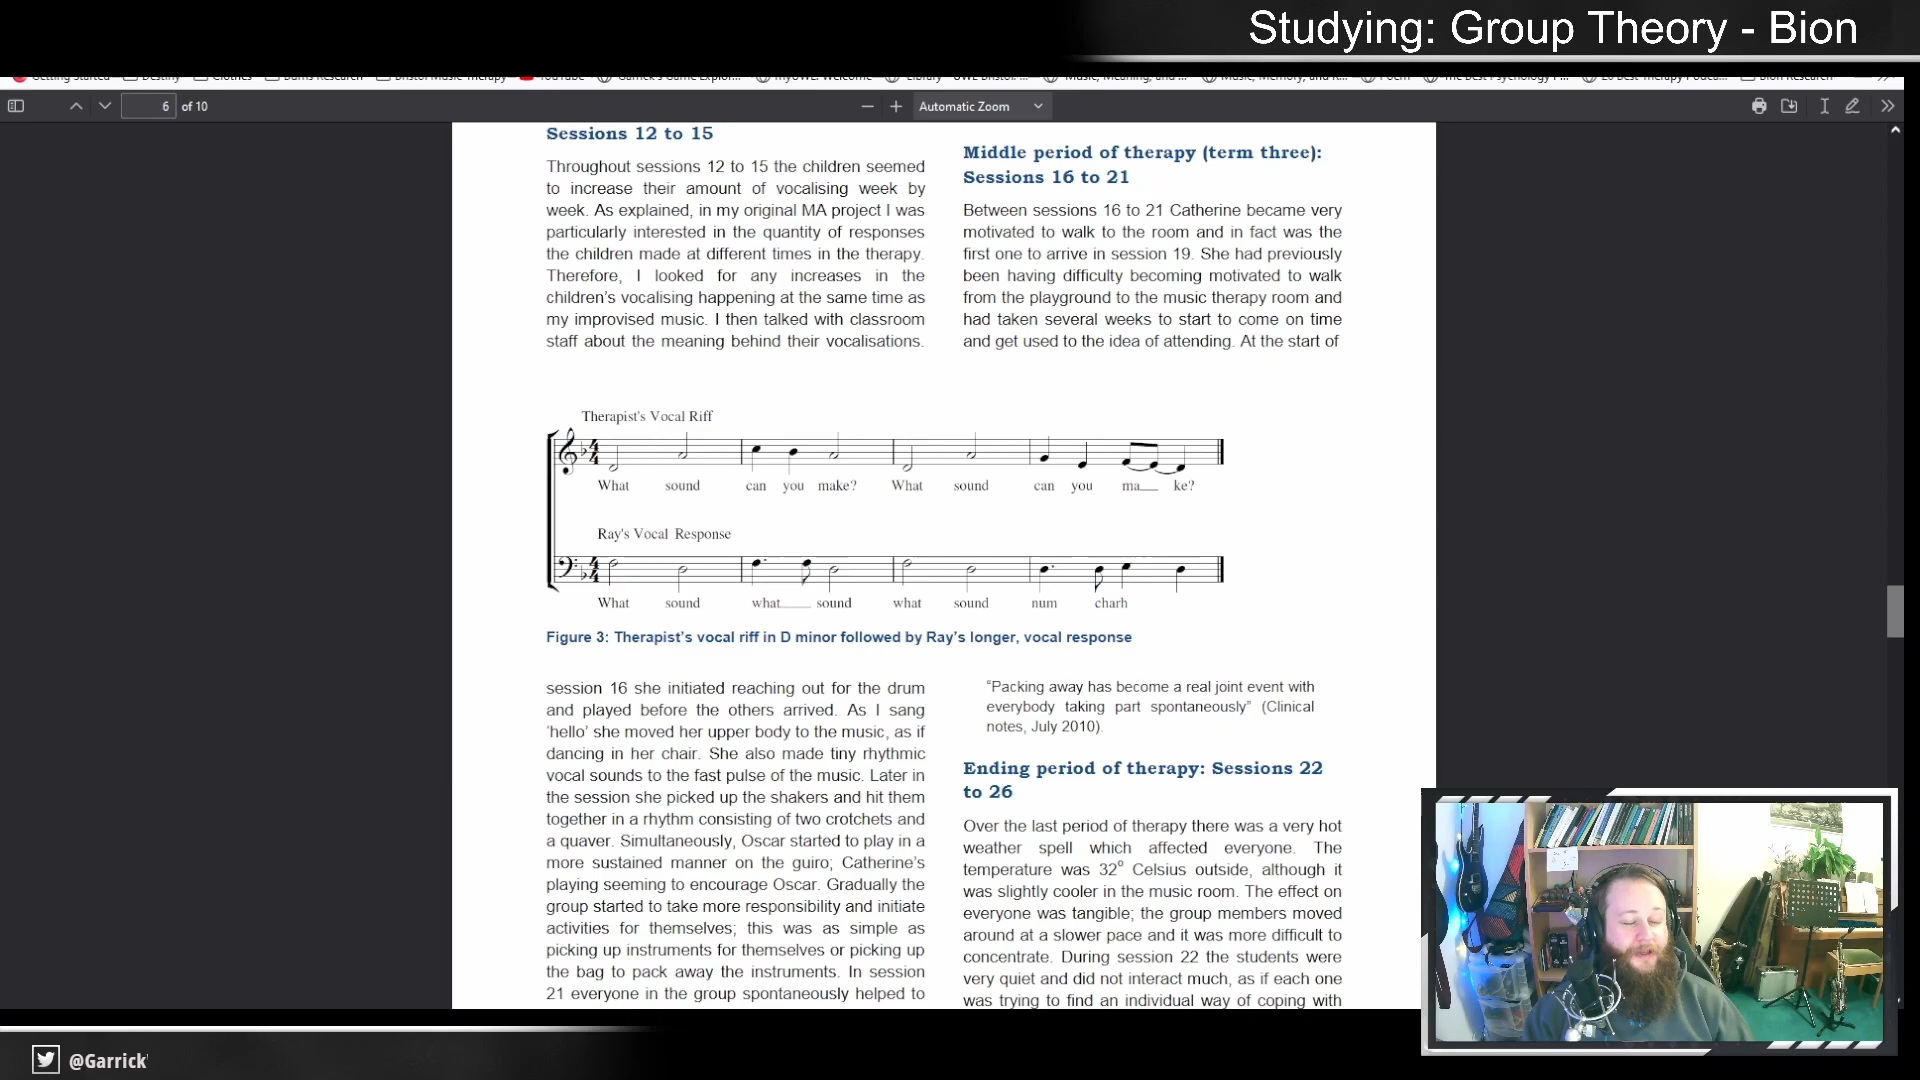 Studying: Group Theory - Bion
6 of 10
Automatic Zoom
Sessions 12 to 15
Throughout sessions 12 to 15 the children seemed
to increase their amount of vocalising week by
week. As explained, in my original MA project I was
particularly interested in the quantity of responses
the children made at different times in the therapy.
Therefore, I looked for any increases in the
children's vocalising happening at the same time as
my improvised music. I then talked with classroom
staff about the meaning behind their vocalisations.
Middle period of therapy (term three):
Sessions 16 to 21
Between sessions 16 to 21 Catherine became very
motivated to walk to the room and in fact was the
first one to arrive in session 19. She had previously
been having difficulty becoming motivated to walk
from the playground to the music therapy room and
had taken several weeks to start to come on time
and get used to the idea of attending. At the start of
Therapist's Vocal Riff
What sound can you make? What sound can you ma__ ke?
Ray's Vocal Response
What sound what____ sound what sound num charh
Figure 3: Therapist's vocal riff in D minor followed by Ray's longer, vocal response
session 16 she initiated reaching out for the drum
and played before the others arrived. As I sang
'hello' she moved her upper body to the music, as if
dancing in her chair. She also made tiny rhythmic
vocal sounds to the fast pulse of the music. Later in
the session she picked up the shakers and hit them
together in a rhythm consisting of two crotchets and
a quaver. Simultaneously, Oscar started to play in a
more sustained manner on the guiro; Catherine's
playing seeming to encourage Oscar. Gradually the
group started to take more responsibility and initiate
activities for themselves; this was as simple as
picking up instruments for themselves or picking up
the bag to pack away the instruments. In session
21 everyone in the group spontaneously helped to
"Packing away has become a real joint event with
everybody taking part spontaneously" (Clinical
notes, July 2010).
Ending period of therapy: Sessions 22
to 26
Over the last period of therapy there was a very hot
weather spell which affected everyone. The
temperature was 32° Celsius outside, although it
was slightly cooler in the music room. The effect on
everyone was tangible; the group members moved
around at a slower pace and it was more difficult to
concentrate. During session 22 the students were
very quiet and did not interact much, as if each one
was trying to find an individual way of coping with
@Garrick